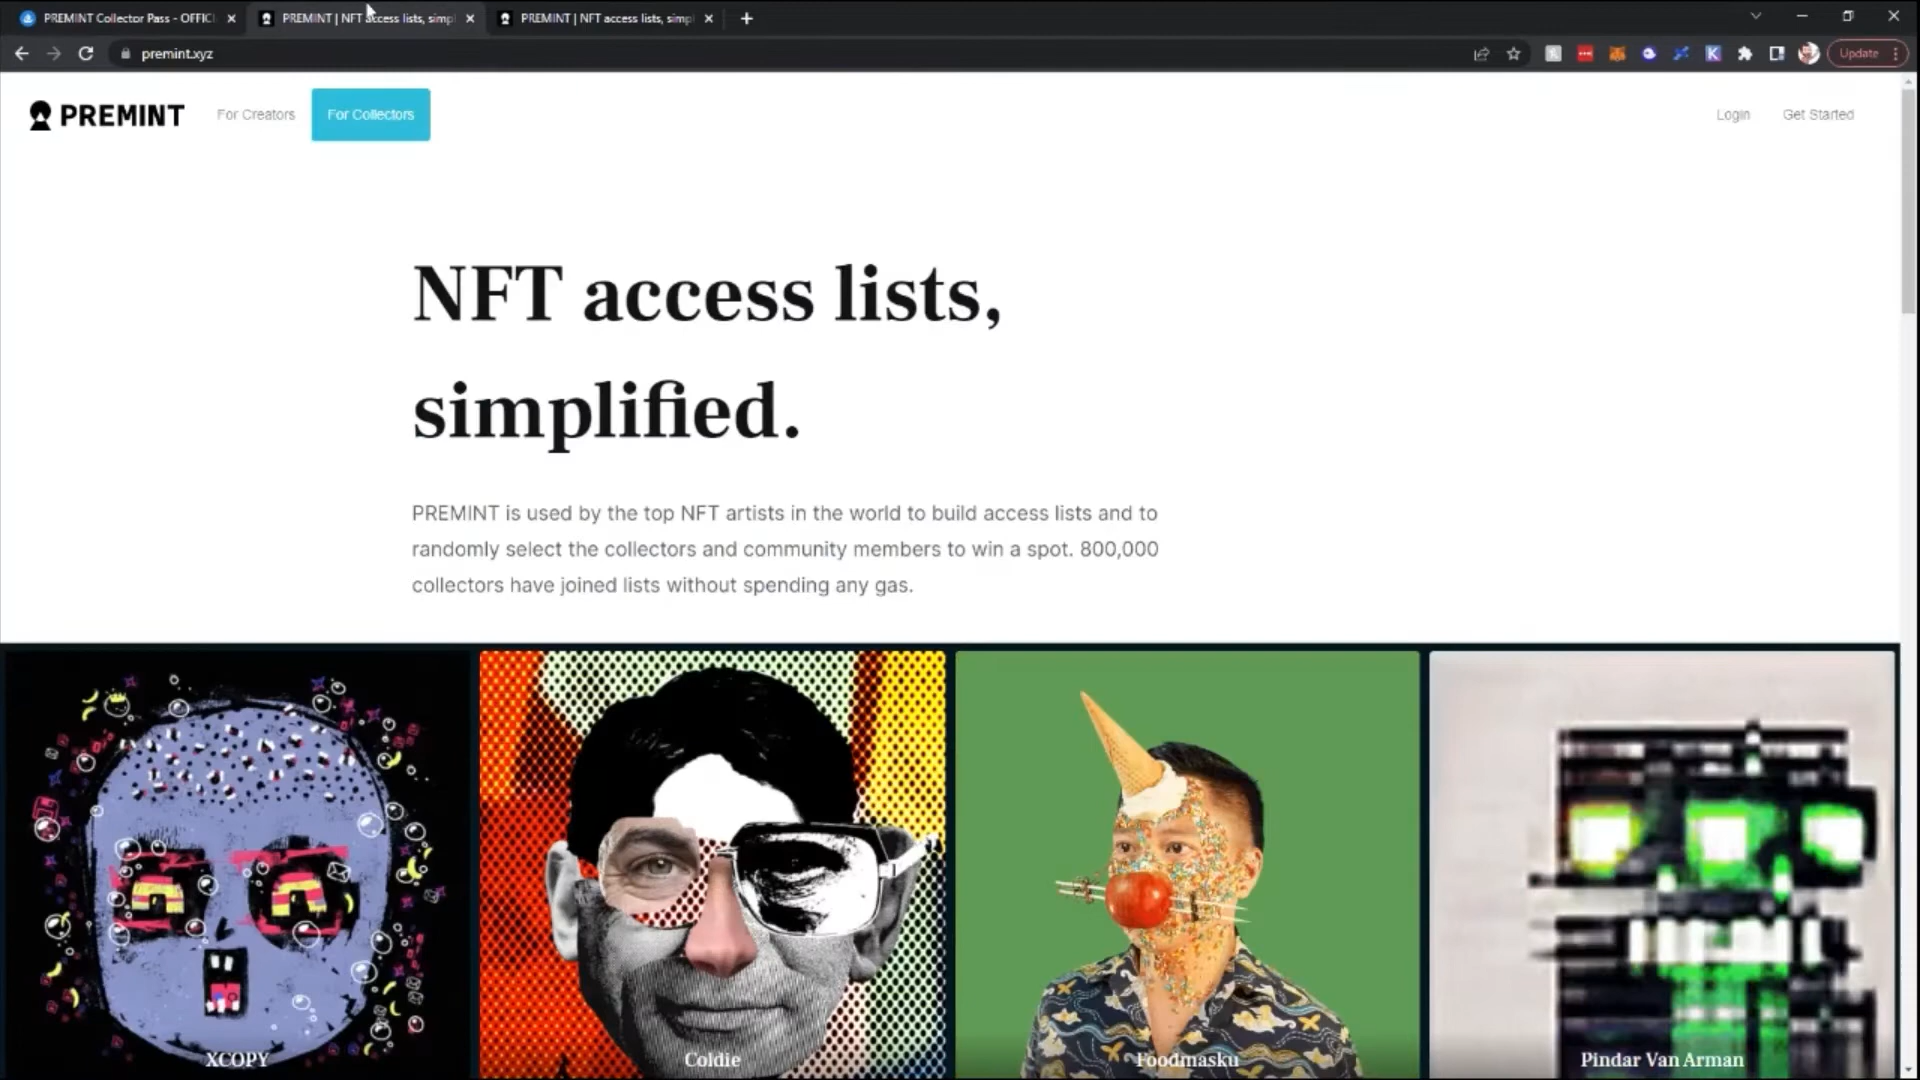 PREMINT Collector Pass - OFFICI
PREMINT | NFT access lists, simpl
PREMINT | NFT access lists, simpl
premint.xyz
Update
PREMINT
For Creators
For Collectors
Login
Get Started
NFT access lists,
simplified.
PREMINT is used by the top NFT artists in the world to build access lists and to
randomly select the collectors and community members to win a spot. 800,000
collectors have joined lists without spending any gas.
XCOPY
Coldie
Foodmasku
Pindar Van Arman